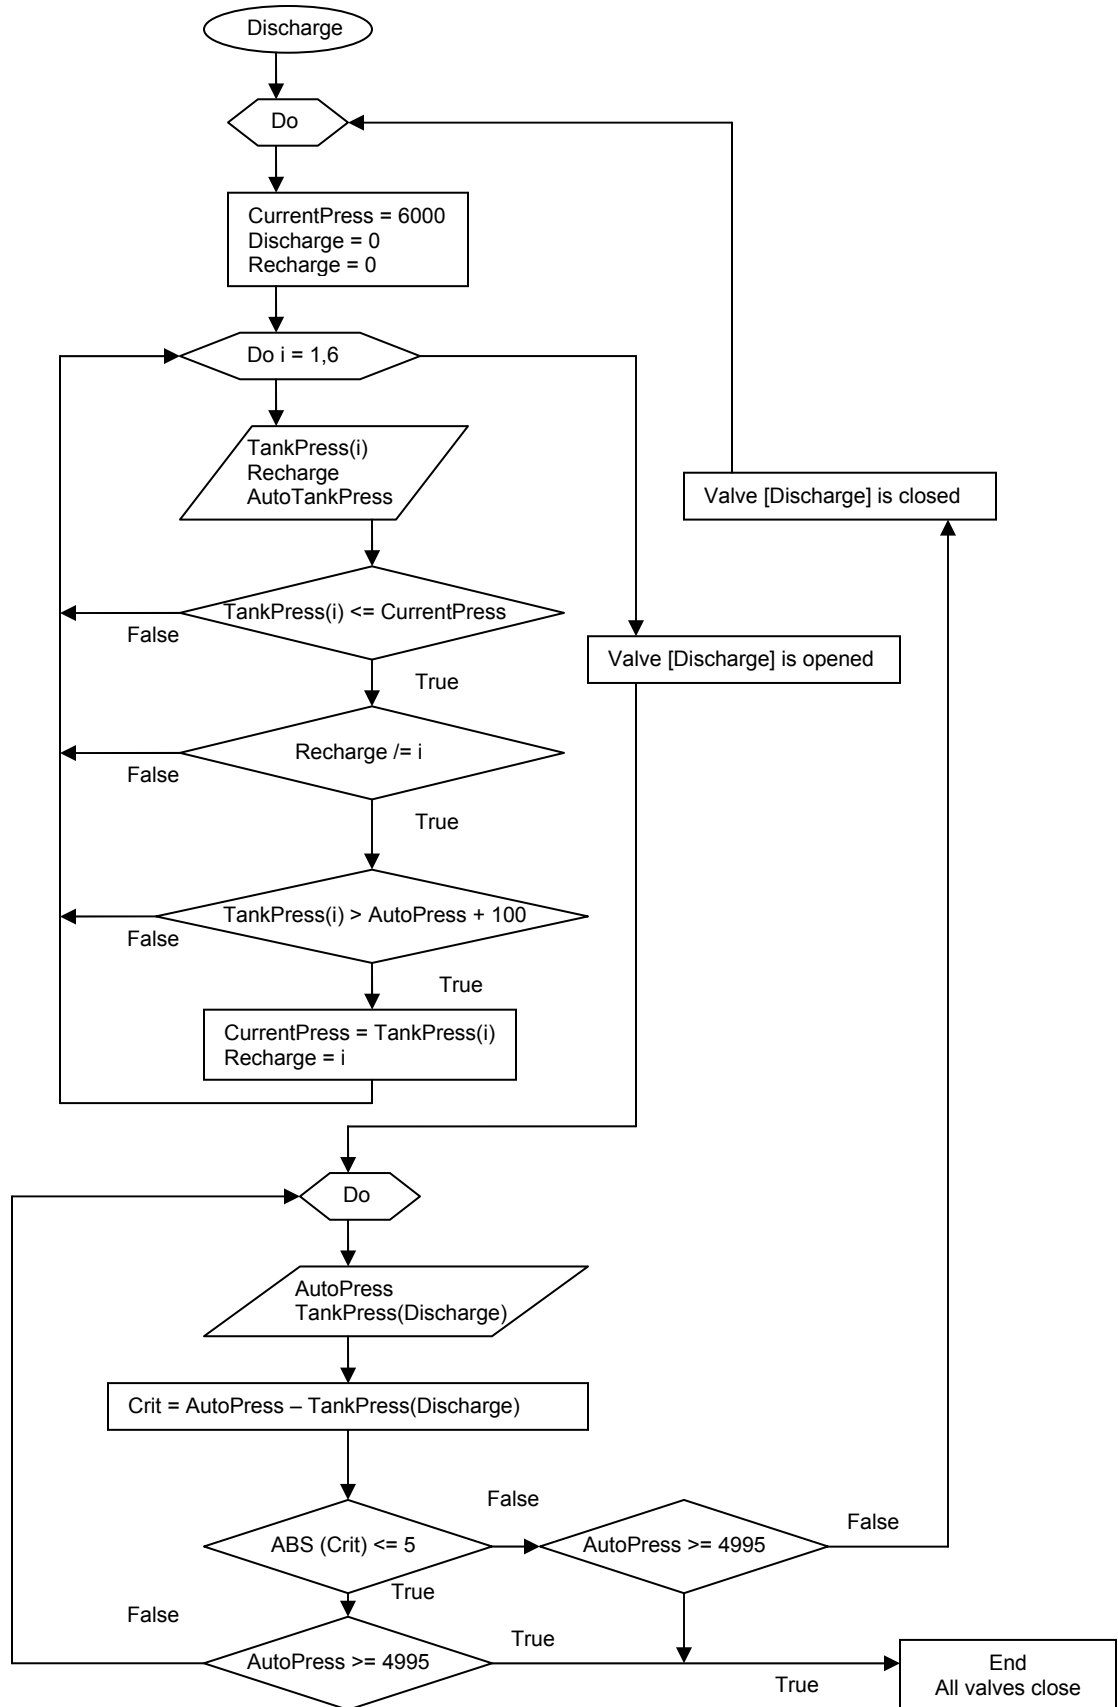 Discharge
Do
CurrentPress = 6000
Discharge = 0
Recharge = 0
Do i = 1,6
TankPress(i)
Recharge
AutoTankPress
Valve [Discharge] is closed
TankPress(i) <= CurrentPress
False
True
Valve [Discharge] is opened
Recharge /= i
False
True
TankPress(i) > AutoPress + 100
False
True
CurrentPress = TankPress(i)
Recharge = i
Do
AutoPress
TankPress(Discharge)
Crit = AutoPress – TankPress(Discharge)
False
ABS (Crit) <= 5
AutoPress >= 4995
False
True
False
AutoPress >= 4995
True
True
End
All valves close